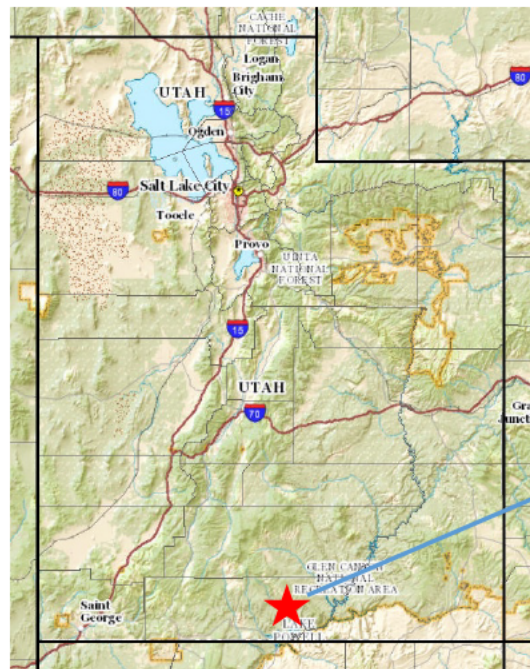 CACHE
NATIONAL
FOREST
Logan
Brigham
City
UTAH
80
15
Ogden
Salt Lake City
80
Tooele
Provo
UINTA
NATIONAL
FOREST
15
UTAH
70
Gra
Junct
GLEN CANYON
NATIONAL
RECREATION AREA
Saint
George
LAKE
POWELL